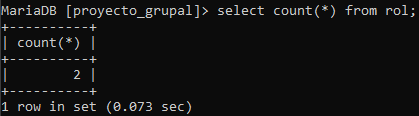 MariaDB [proyecto_grupal]> select count(*) from rol;
+----------+
| count(*) |
+----------+
|        2 |
+----------+
1 row in set (0.073 sec)